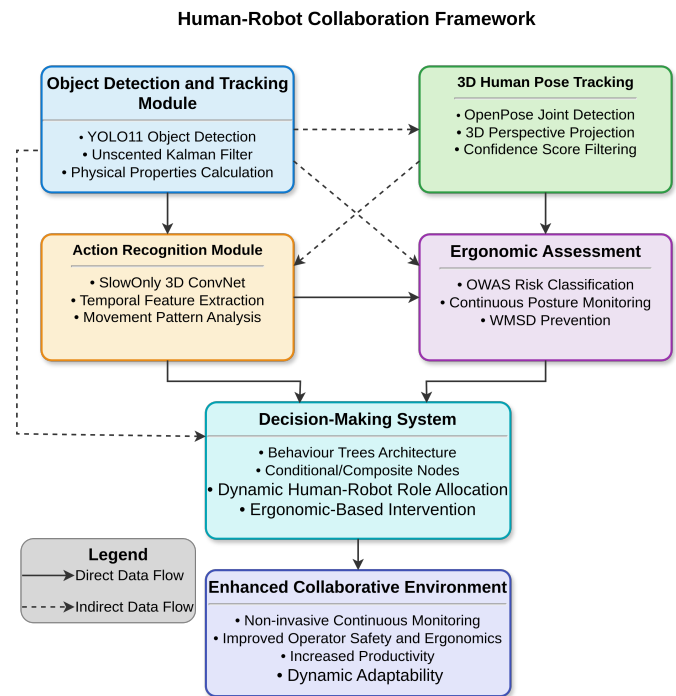 Human-Robot Collaboration Framework
Object Detection and Tracking
Module
• YOLO11 Object Detection
• Unscented Kalman Filter
• Physical Properties Calculation
3D Human Pose Tracking
• OpenPose Joint Detection
• 3D Perspective Projection
• Confidence Score Filtering
Action Recognition Module
• SlowOnly 3D ConvNet
• Temporal Feature Extraction
• Movement Pattern Analysis
Ergonomic Assessment
• OWAS Risk Classification
• Continuous Posture Monitoring
• WMSD Prevention
Decision-Making System
• Behaviour Trees Architecture
• Conditional/Composite Nodes
• Dynamic Human-Robot Role Allocation
• Ergonomic-Based Intervention
Legend
Direct Data Flow
Indirect Data Flow
Enhanced Collaborative Environment
• Non-invasive Continuous Monitoring
• Improved Operator Safety and Ergonomics
• Increased Productivity
• Dynamic Adaptability